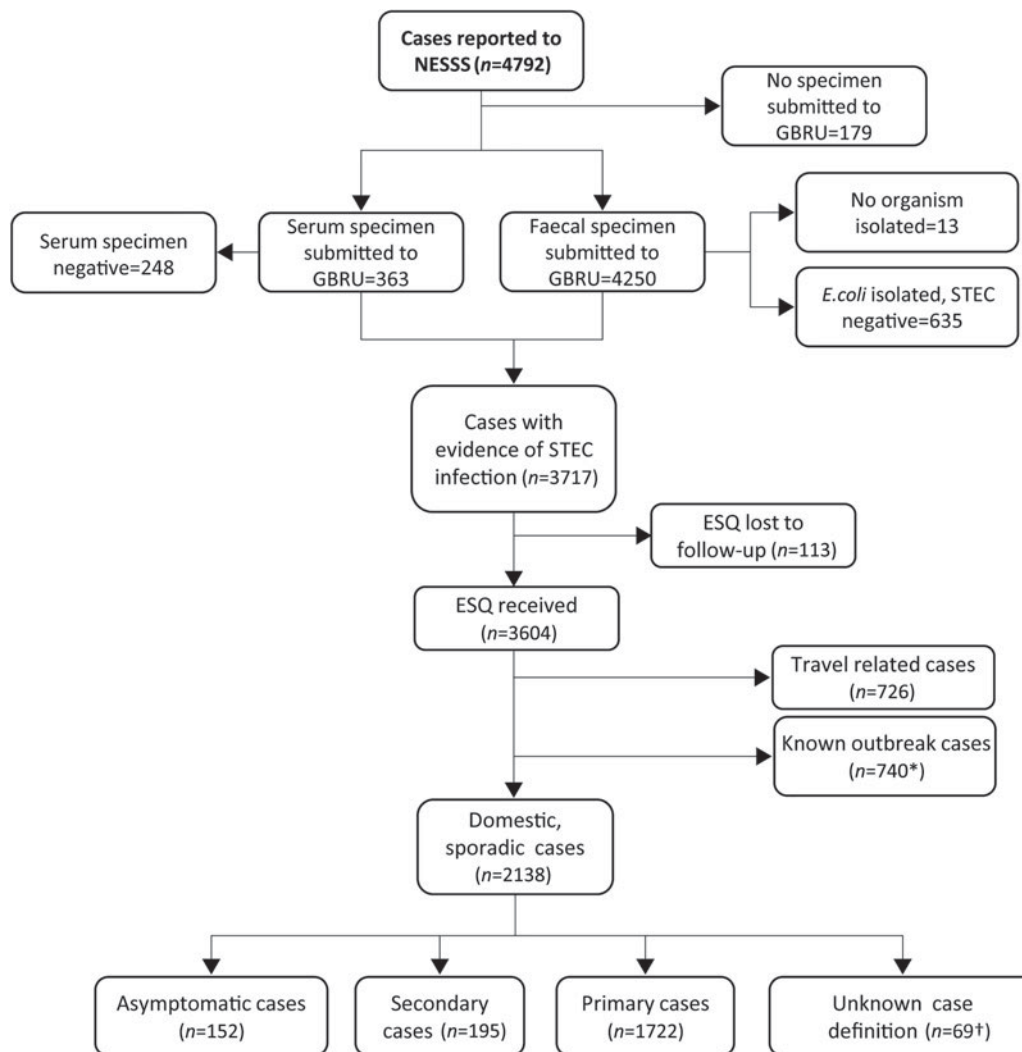 Cases reported to
NESSS (n=4792)
No specimen
submitted to
GBRU=179
Serum specimen
negative=248
Serum specimen
submitted to
GBRU=363
Faecal specimen
submitted to
GBRU=4250
No organism
isolated=13
E.coli isolated, STEC
negative=635
Cases with
evidence of STEC
infection (n=3717)
ESQ lost to
follow-up (n=113)
ESQ received
(n=3604)
Travel related cases
(n=726)
Known outbreak cases
(n=740*)
Domestic,
sporadic cases
(n=2138)
Asymptomatic cases
(n=152)
Secondary
cases (n=195)
Primary cases
(n=1722)
Unknown case
definition (n=69†)